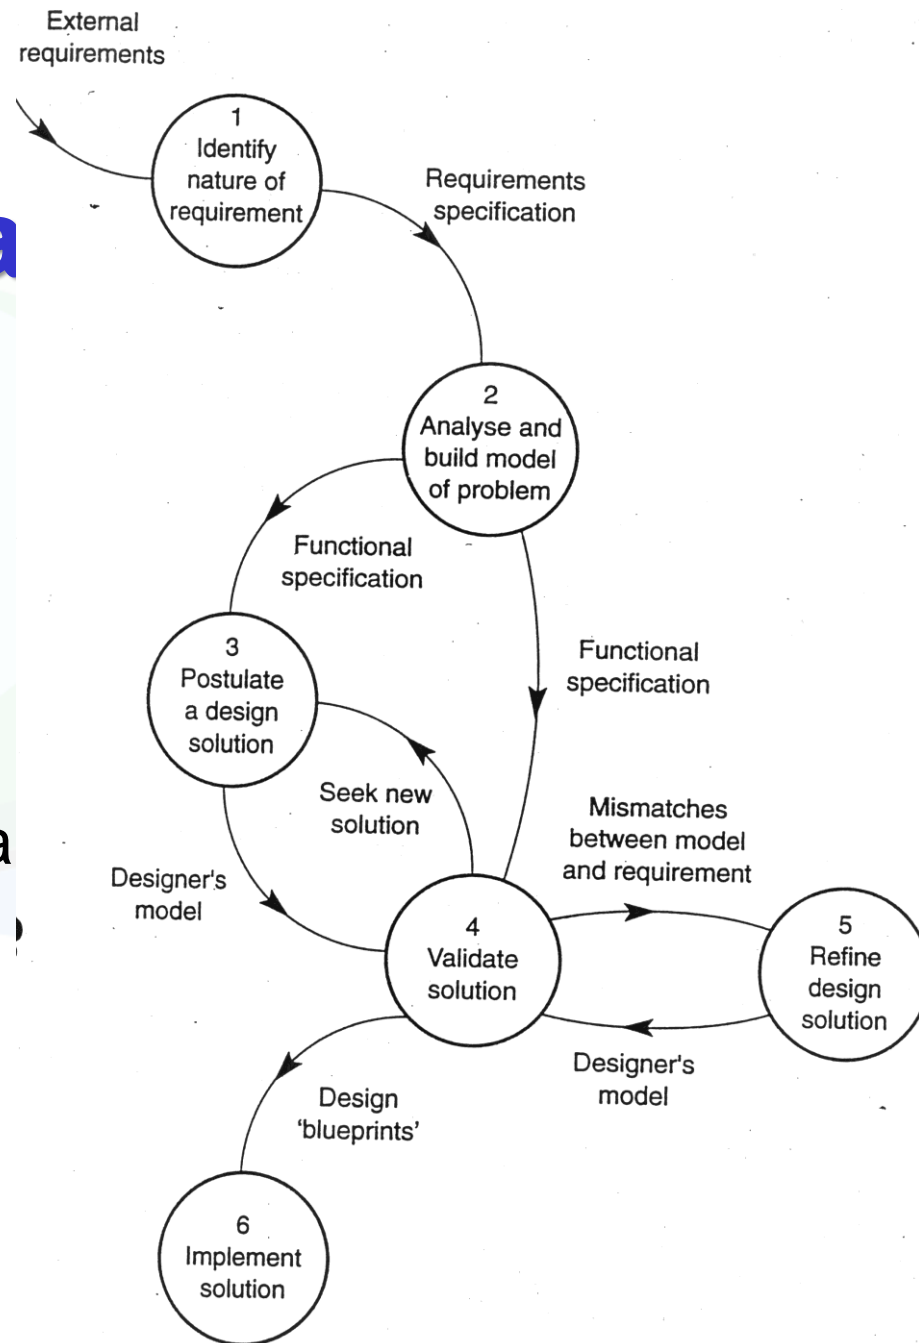 External
requirements
1
Identify
nature of
requirement
Requirements
specification
a
2
Analyse and
build model
of problem
Functional
specification
3
Postulate
a design
solution
Functional
specification
Seek new
solution
Mismatches
between model
and requirement
a
Designer's
model
4
Validate
solution
5
Refine
design
solution
Designer's
model
Design
'blueprints'
6
Implement
solution